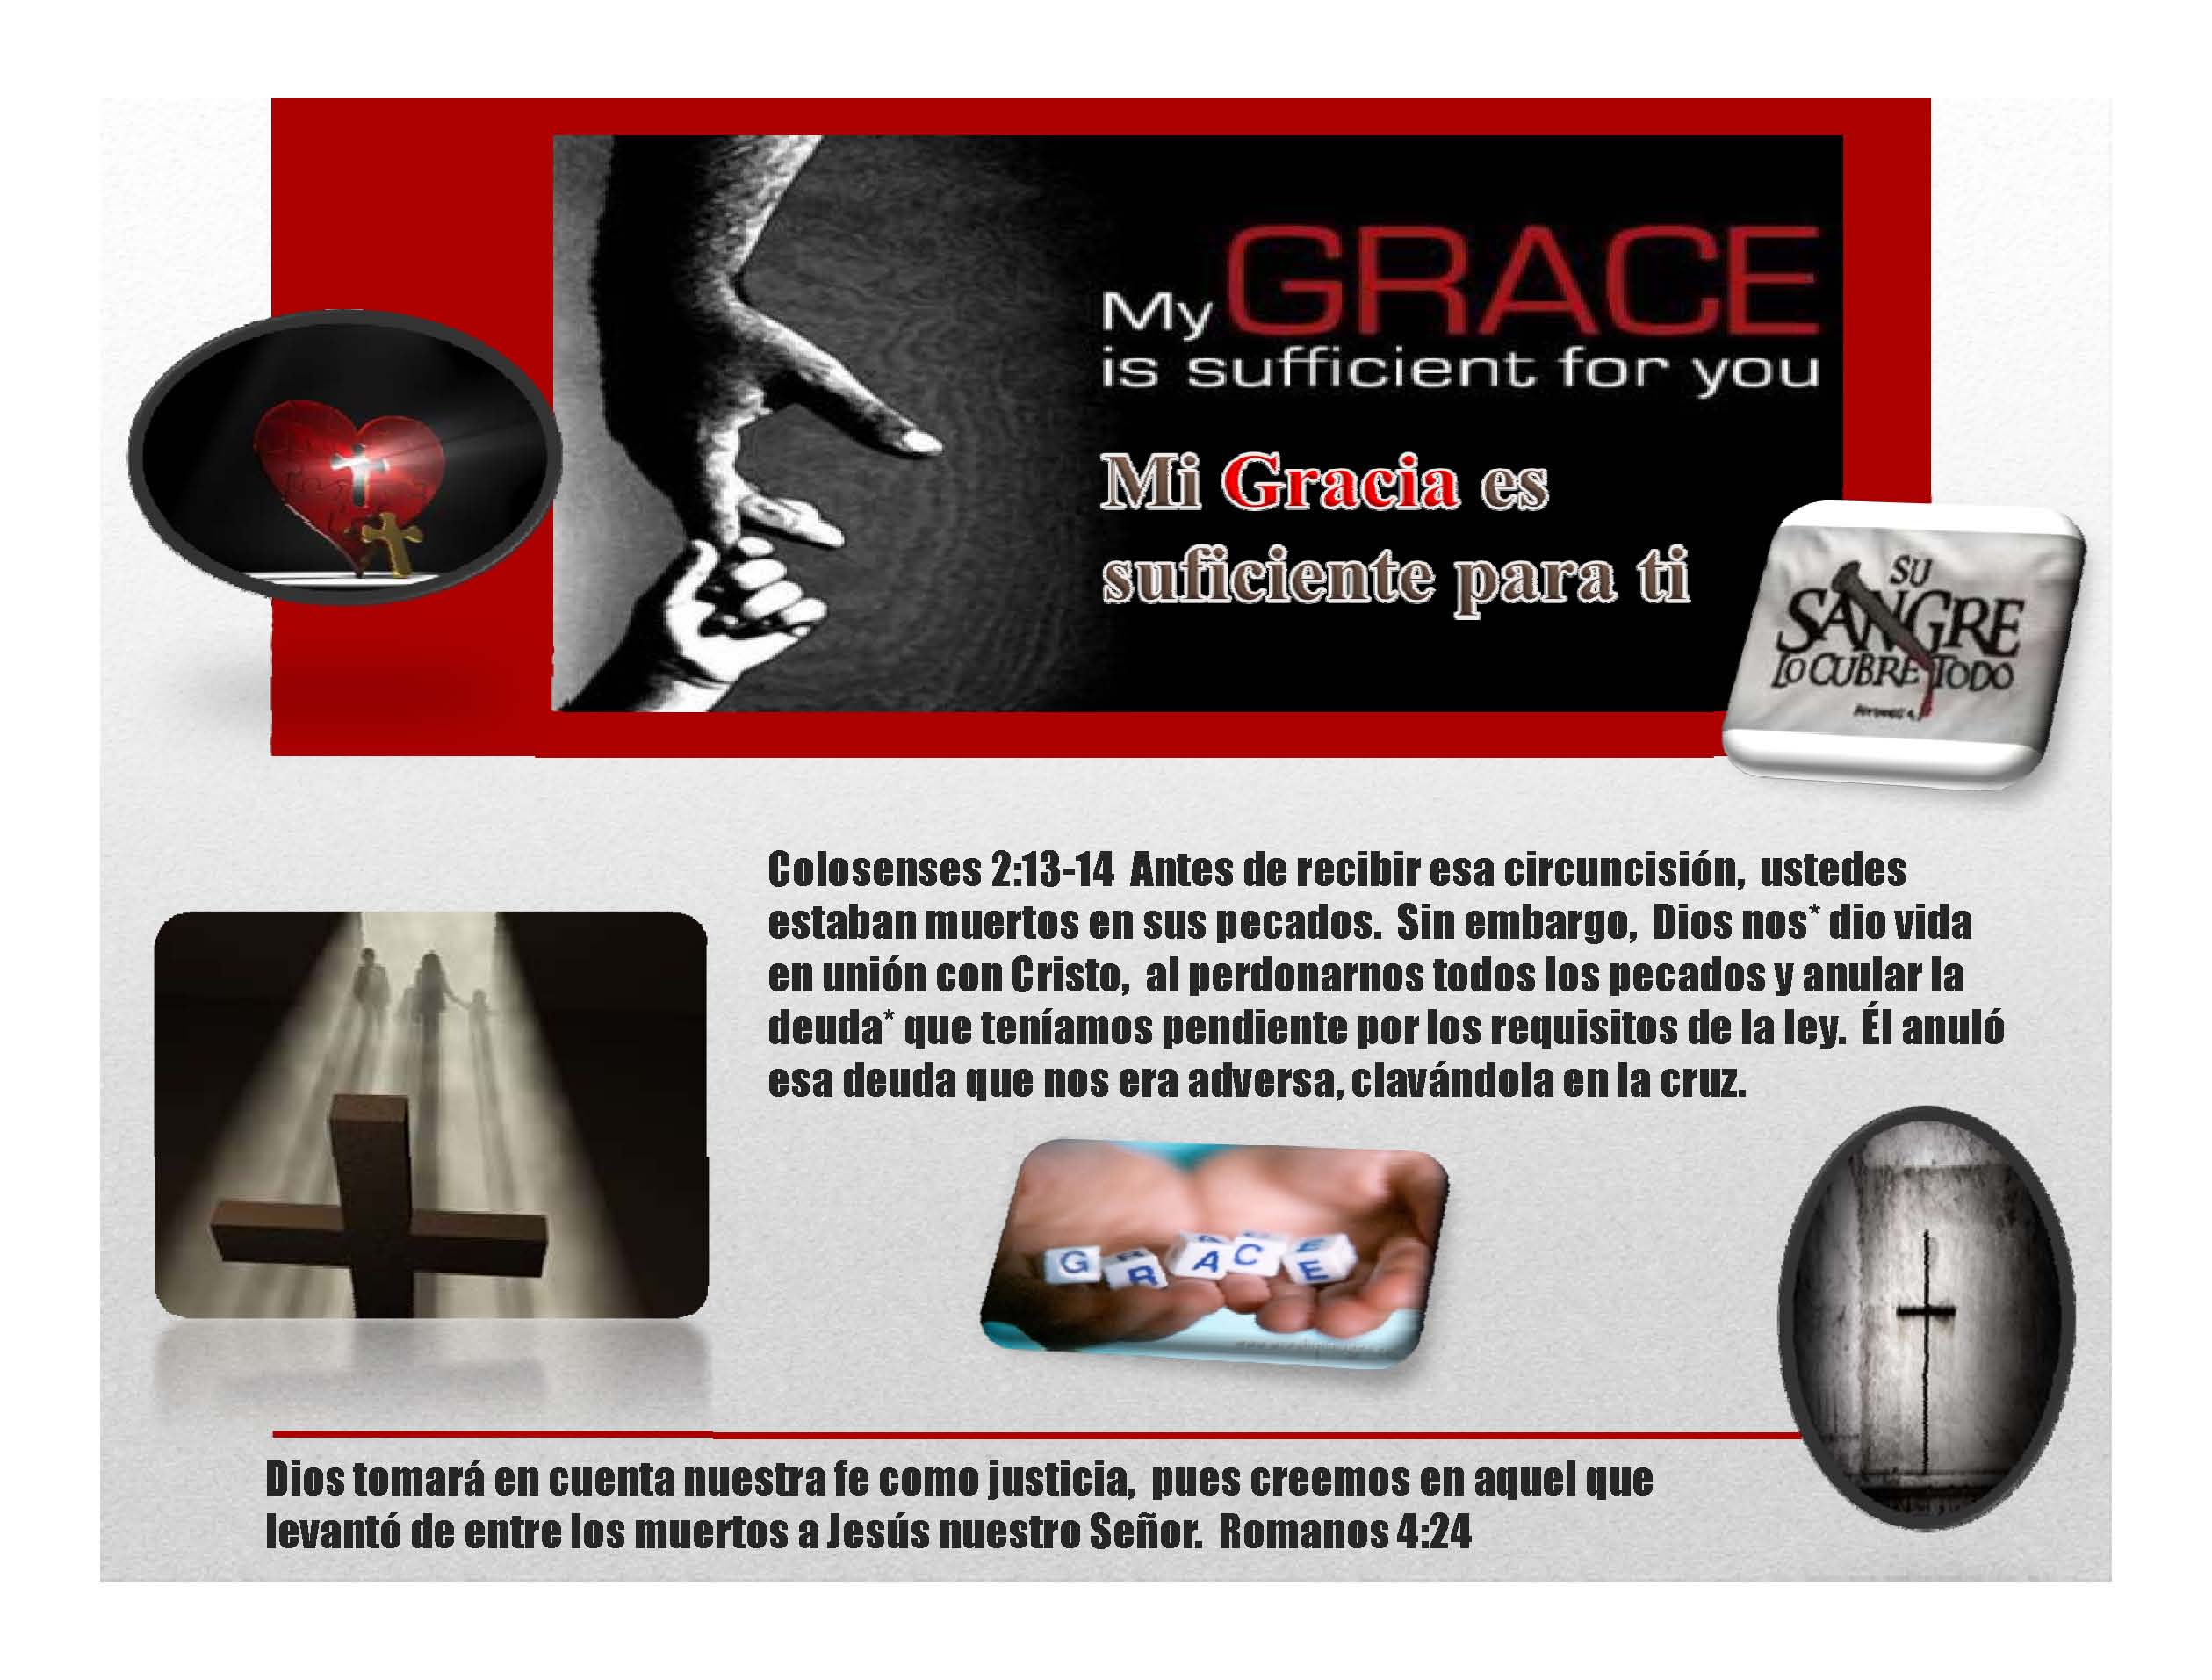 My GRACE
is sufficient for you
Mi Gracia es
suficiente para ti
SU
SANGRE
LO CUBRE TODO
Colosenses 2:13-14 Antes de recibir esa circuncisión, ustedes
estaban muertos en sus pecados. Sin embargo, Dios nos* dio vida
en unión con Cristo, al perdonarnos todos los pecados y anular la
deuda* que teníamos pendiente por los requisitos de la ley. Él anuló
esa deuda que nos era adversa, clavándola en la cruz.
G R A C E
Dios tomará en cuenta nuestra fe como justicia, pues creemos en aquel que
levantó de entre los muertos a Jesús nuestro Señor. Romanos 4:24